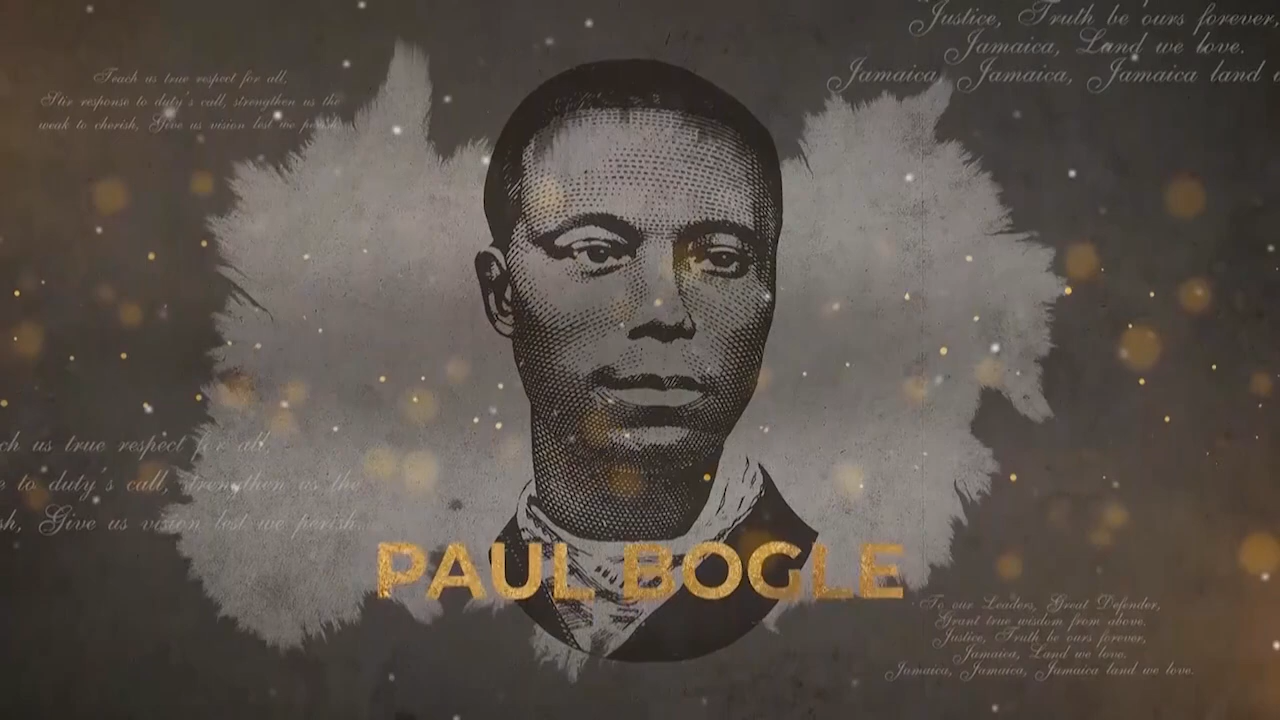 Justice, Truth be ours forever,
Jamaica, Land we love.
Jamaica, Jamaica, Jamaica land
Teach us true respect for all,
Stir response to duty's call, strengthen us the
weak to cherish, Give us vision lest we perish
ch us true respect for all,
e to duty's call, strengthen us the
sh, Give us vision lest we perish.
PAUL BOGLE
To our Leaders, Great Defender,
Grant true wisdom from above.
Justice, Truth be ours forever,
Jamaica, Land we love.
Jamaica, Jamaica, Jamaica land we love.